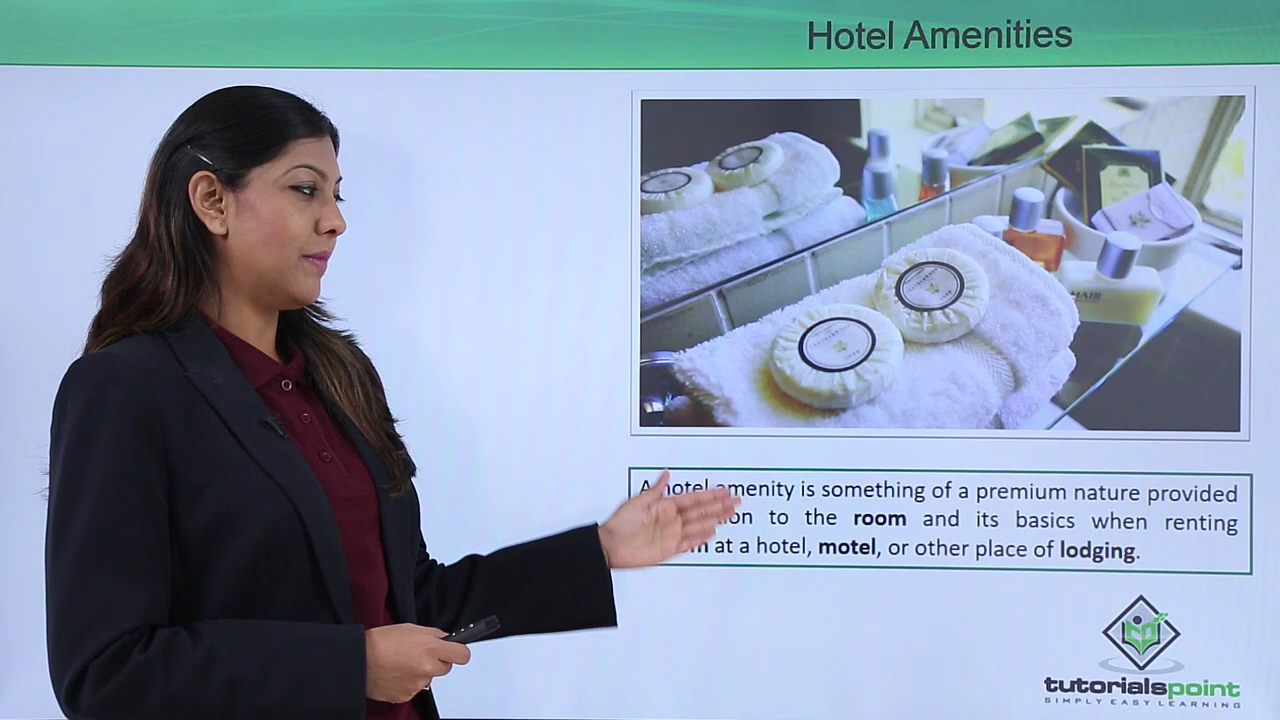 Hotel Amenities
HAIR
A hotel amenity is something of a premium nature provided
to the room and its basics when renting
at a hotel, motel, or other place of lodging.
tutorialspoint
SIMPLY EASY LEARNING